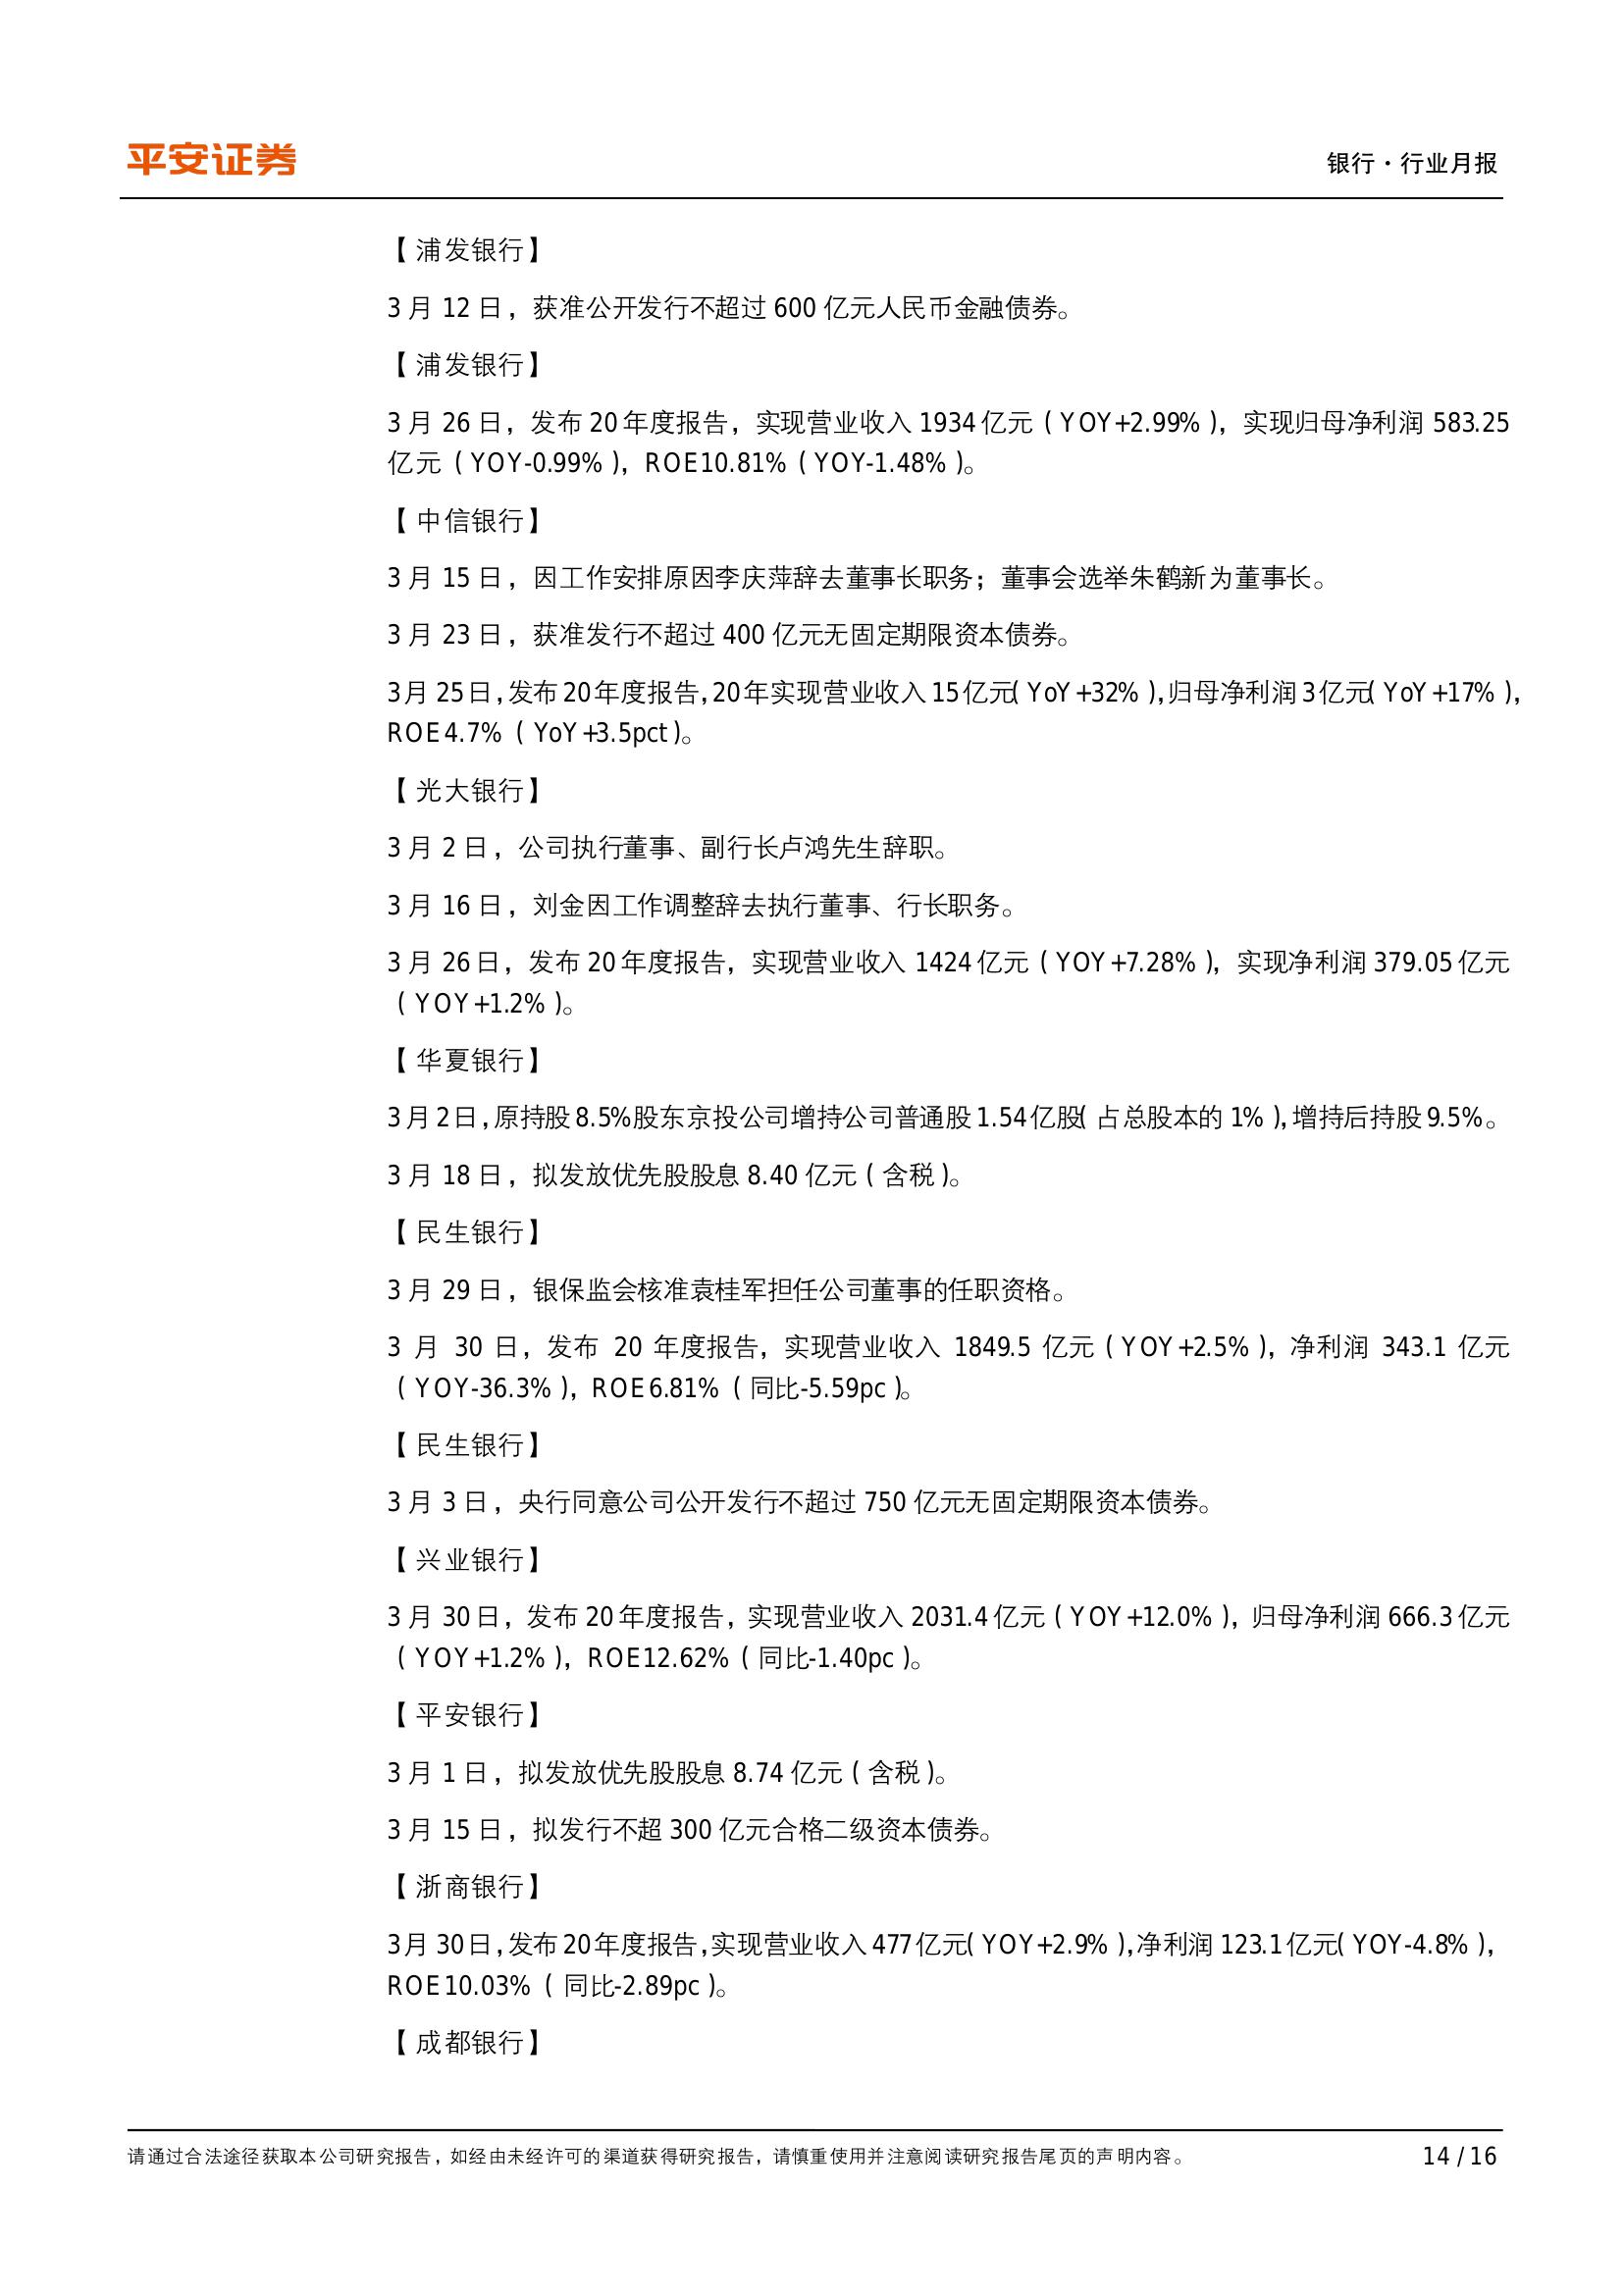 平安证券
银行·行业月报
【浦发银行】
3 月 12 日，获准公开发行不超过 600 亿元人民币金融债券。
【浦发银行】
3 月 26 日，发布 20 年度报告，实现营业收入 1934 亿元（YOY+2.99%），实现归母净利润 583.25
亿元（YOY-0.99%），ROE10.81%（YOY-1.48%）。
【中信银行】
3 月 15 日，因工作安排原因李庆萍辞去董事长职务；董事会选举朱鹤新为董事长。
3 月 23 日，获准发行不超过 400 亿元无固定期限资本债券。
3 月 25 日，发布 20 年度报告，20 年实现营业收入 15 亿元（YoY+32%），归母净利润 3 亿元（YoY+17%），
ROE4.7%（YoY+3.5pct）。
【光大银行】
3 月 2 日，公司执行董事、副行长卢鸿先生辞职。
3 月 16 日，刘金因工作调整辞去执行董事、行长职务。
3 月 26 日，发布 20 年度报告，实现营业收入 1424 亿元（YOY+7.28%），实现净利润 379.05 亿元
（YOY+1.2%）。
【华夏银行】
3 月 2 日，原持股 8.5%股东京投公司增持公司普通股 1.54 亿股（占总股本的 1%），增持后持股 9.5%。
3 月 18 日，拟发放优先股股息 8.40 亿元（含税）。
【民生银行】
3 月 29 日，银保监会核准袁桂军担任公司董事的任职资格。
3 月 30 日，发布 20 年度报告，实现营业收入 1849.5 亿元（YOY+2.5%），净利润 343.1 亿元
（YOY-36.3%），ROE6.81%（同比-5.59pc）。
【民生银行】
3 月 3 日，央行同意公司公开发行不超过 750 亿元无固定期限资本债券。
【兴业银行】
3 月 30 日，发布 20 年度报告，实现营业收入 2031.4 亿元（YOY+12.0%），归母净利润 666.3 亿元
（YOY+1.2%），ROE12.62%（同比-1.40pc）。
【平安银行】
3 月 1 日，拟发放优先股股息 8.74 亿元（含税）。
3 月 15 日，拟发行不超 300 亿元合格二级资本债券。
【浙商银行】
3 月 30 日，发布 20 年度报告，实现营业收入 477 亿元（YOY+2.9%），净利润 123.1 亿元（YOY-4.8%），
ROE10.03%（同比-2.89pc）。
【成都银行】
请通过合法途径获取本公司研究报告，如经由未经许可的渠道获得研究报告，请慎重使用并注意阅读研究报告尾页的声明内容。
14 / 16